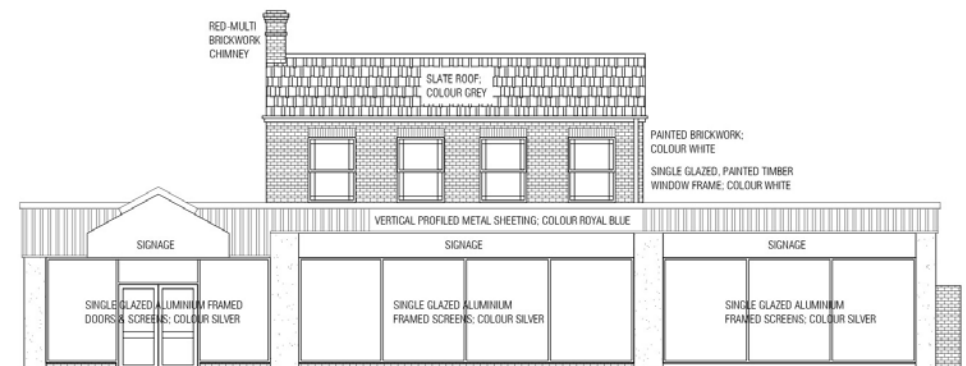 RED-MULTI
BRICKWORK
CHIMNEY
SLATE ROOF;
COLOUR GREY
PAINTED BRICKWORK;
COLOUR WHITE
SINGLE GLAZED, PAINTED TIMBER
WINDOW FRAME; COLOUR WHITE
VERTICAL PROFILED METAL SHEETING; COLOUR ROYAL BLUE
SIGNAGE
SIGNAGE
SIGNAGE
SINGLE GLAZED ALUMINIUM FRAMED
DOORS & SCREENS; COLOUR SILVER
SINGLE GLAZED ALUMINIUM
FRAMED SCREENS; COLOUR SILVER
SINGLE GLAZED ALUMINIUM
FRAMED SCREENS; COLOUR SILVER